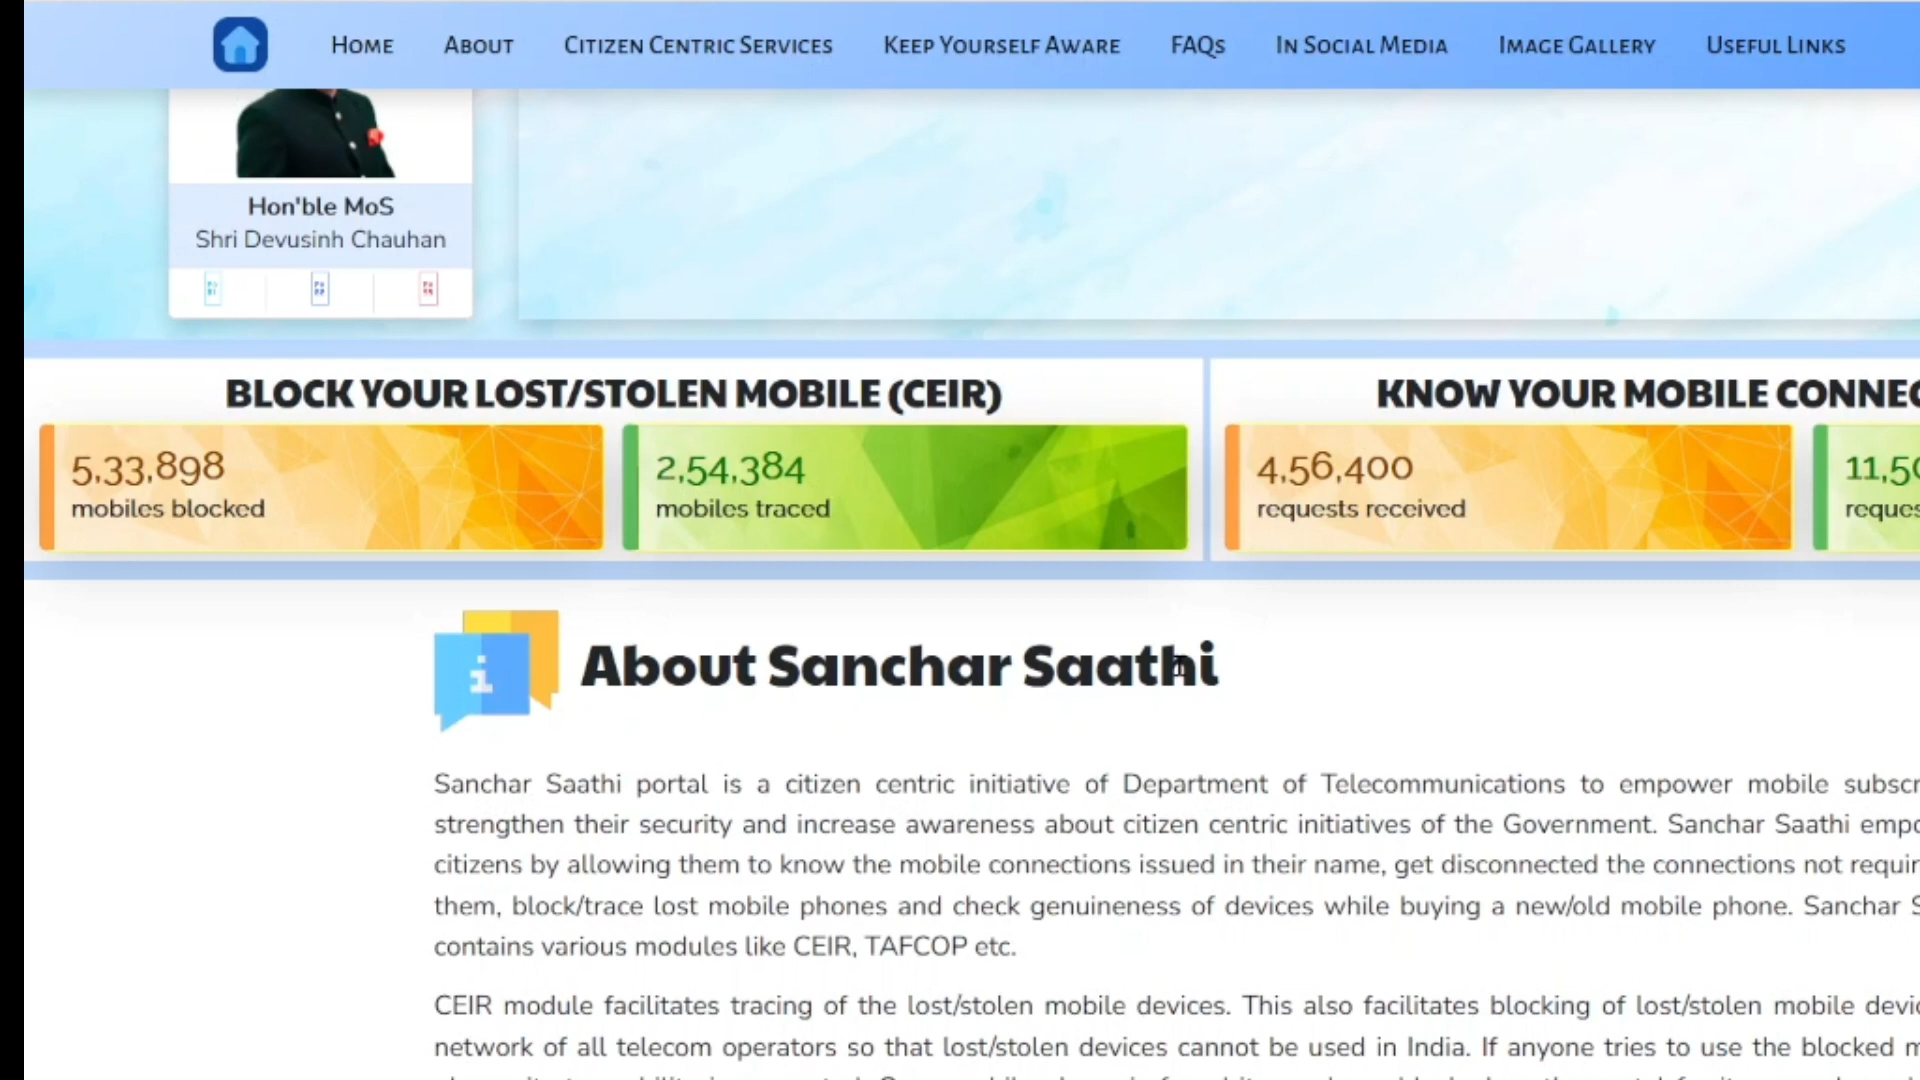 Home About Citizen Centric Services Keep Yourself Aware FAQs In Social Media Image Gallery Useful Links
Hon'ble MoS
Shri Devusinh Chauhan
BLOCK YOUR LOST/STOLEN MOBILE (CEIR)
5,33,898
mobiles blocked
2,54,384
mobiles traced
KNOW YOUR MOBILE
4,56,400
requests received
About Sanchar Saathi
Sanchar Saathi portal is a citizen centric initiative of Department of Telecommunications to empower mobile
strengthen their security and increase awareness about citizen centric initiatives of the Government. Sanchar Saathi
citizens by allowing them to know the mobile connections issued in their name, get disconnected the connections not
them, block/trace lost mobile phones and check genuineness of devices while buying a new/old mobile phone. Sanchar
contains various modules like CEIR, TAFCOP etc.
CEIR module facilitates tracing of the lost/stolen mobile devices. This also facilitates blocking of lost/stolen mobile
network of all telecom operators so that lost/stolen devices cannot be used in India. If anyone tries to use the blocked